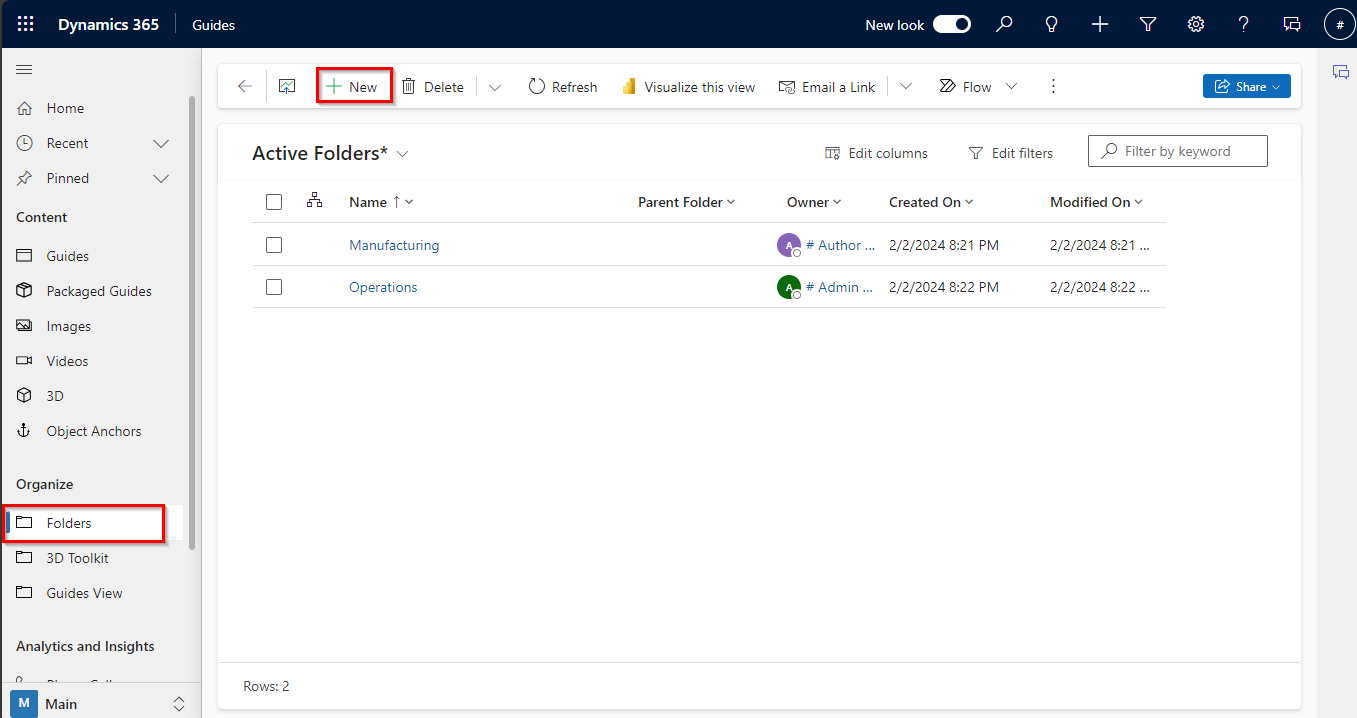 Dynamics 365 Guides New look #
New Delete Refresh Visualize this view Email a Link Flow Share
Home
Recent
Pinned
Content
Guides
Packaged Guides
Images
Videos
3D
Object Anchors
Organize
Folders
3D Toolkit
Guides View
Analytics and Insights
M Main
Active Folders* Edit columns Edit filters Filter by keyword
Name ↑ Parent Folder Owner Created On Modified On
Manufacturing A # Author ... 2/2/2024 8:21 PM 2/2/2024 8:21 ...
Operations A # Admin ... 2/2/2024 8:22 PM 2/2/2024 8:22 ...
Rows: 2